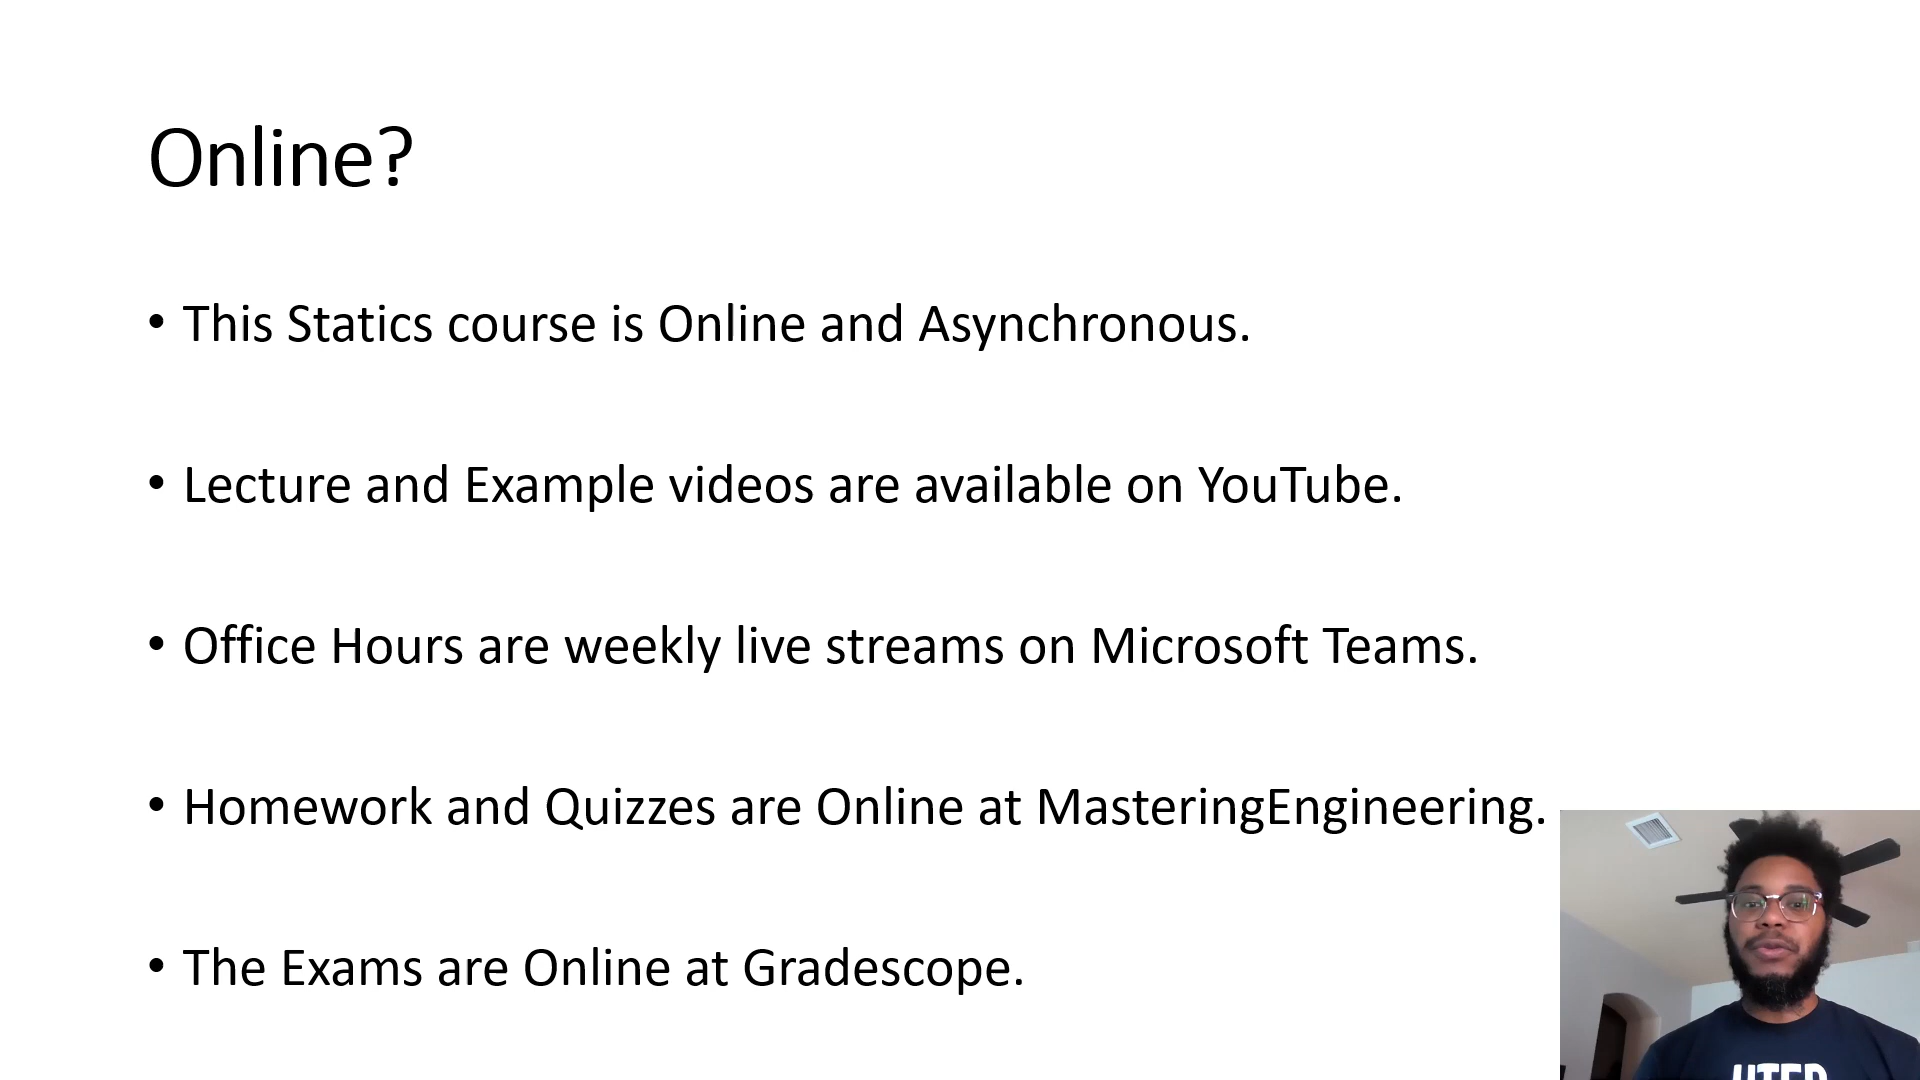 Online?
• This Statics course is Online and Asynchronous.
• Lecture and Example videos are available on YouTube.
• Office Hours are weekly live streams on Microsoft Teams.
• Homework and Quizzes are Online at MasteringEngineering.
• The Exams are Online at Gradescope.
UTEP